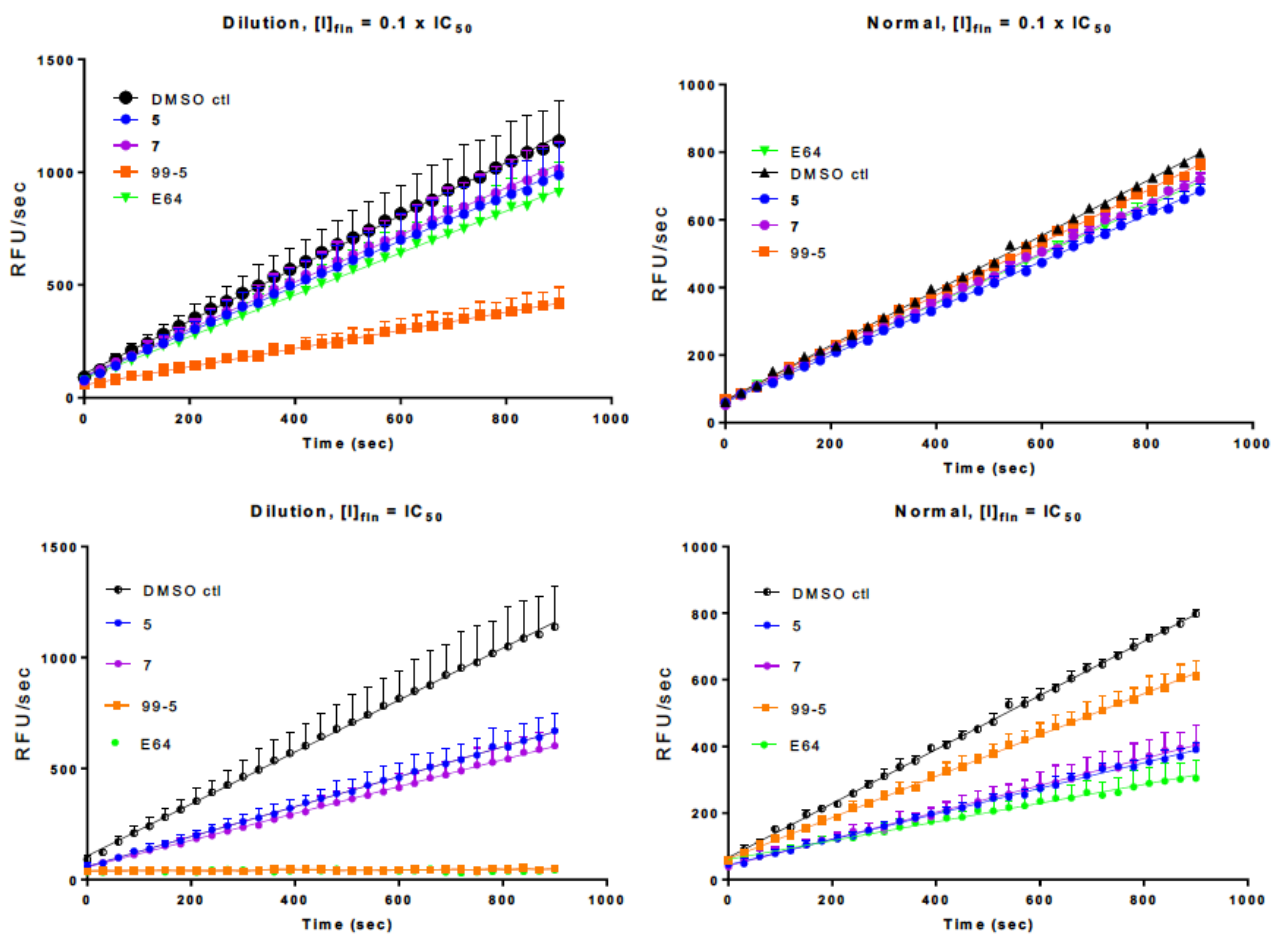 Dilution, [I]fin = 0.1 x IC50
1500
1000
500
0
RFU/sec
DMSO ctl
5
7
99-5
E64
0 200 400 600 800 1000
Time (sec)
Normal, [I]fin = 0.1 x IC50
1000
800
600
400
200
0
RFU/sec
E64
DMSO ctl
5
7
99-5
0 200 400 600 800 1000
Time (sec)
Dilution, [I]fin = IC50
1500
1000
500
0
RFU/sec
DMSO ctl
5
7
99-5
E64
0 200 400 600 800 1000
Time (sec)
Normal, [I]fin = IC50
1000
800
600
400
200
0
RFU/sec
DMSO ctl
5
7
99-5
E64
0 200 400 600 800 1000
Time (sec)